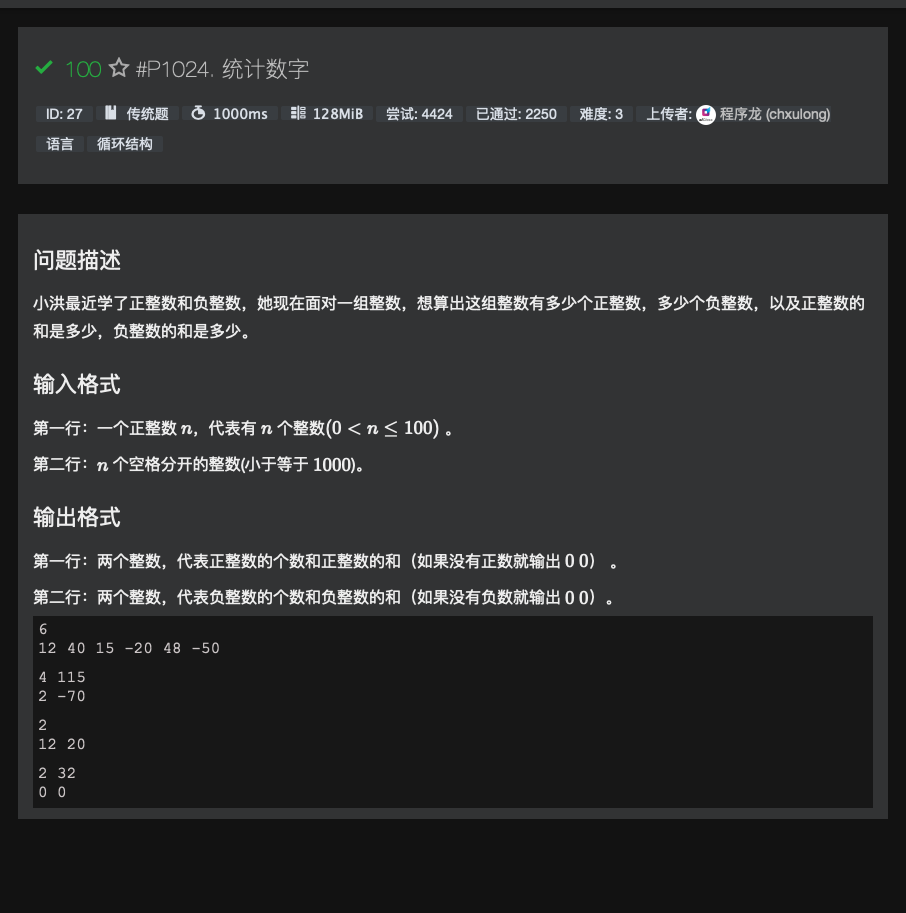 100 #P1024. 统计数字
ID: 27 传统题 1000ms 128MiB 尝试: 4424 已通过: 2250 难度: 3 上传者: 程序龙 (chxulong)
语言 循环结构
问题描述
小洪最近学了正整数和负整数，她现在面对一组整数，想算出这组整数有多少个正整数，多少个负整数，以及正整数的
和是多少，负整数的和是多少。
输入格式
第一行：一个正整数 n，代表有 n 个整数(0 < n ≤ 100) 。
第二行：n 个空格分开的整数(小于等于 1000)。
输出格式
第一行：两个整数，代表正整数的个数和正整数的和（如果没有正数就输出 0 0） 。
第二行：两个整数，代表负整数的个数和负整数的和（如果没有负数就输出 0 0）。
6
12 40 15 -20 48 -50
4 115
2 -70
2
12 20
2 32
0 0